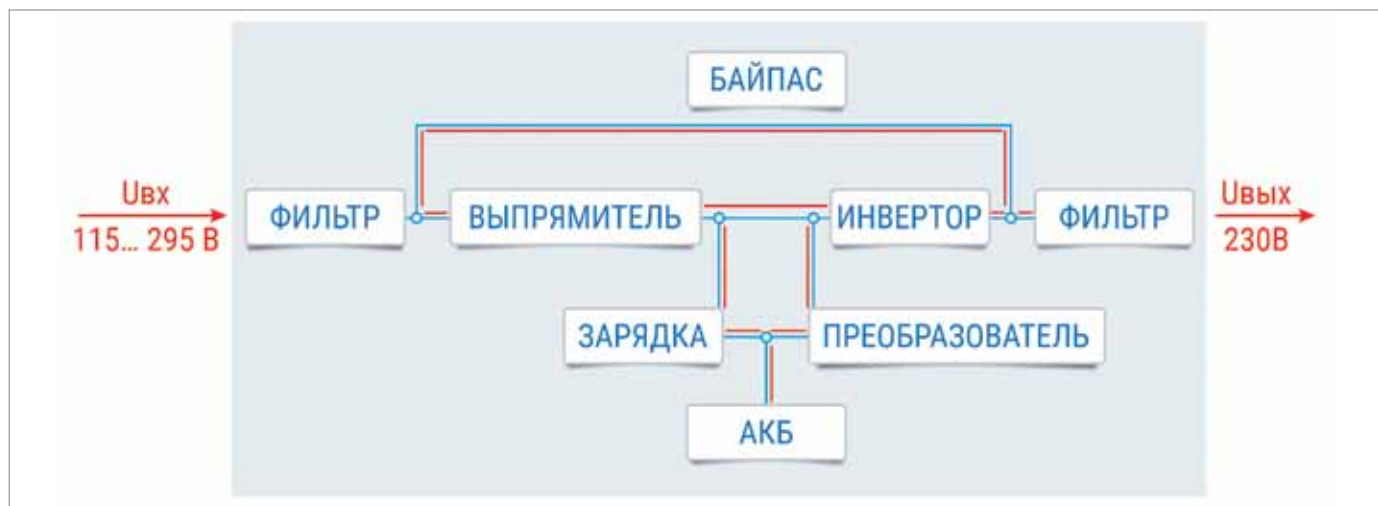 БАЙПАС
Uвх
115... 295 В
ФИЛЬТР
ВЫПРЯМИТЕЛЬ
ИНВЕРТОР
ФИЛЬТР
Uвых
230В
ЗАРЯДКА
ПРЕОБРАЗОВАТЕЛЬ
АКБ